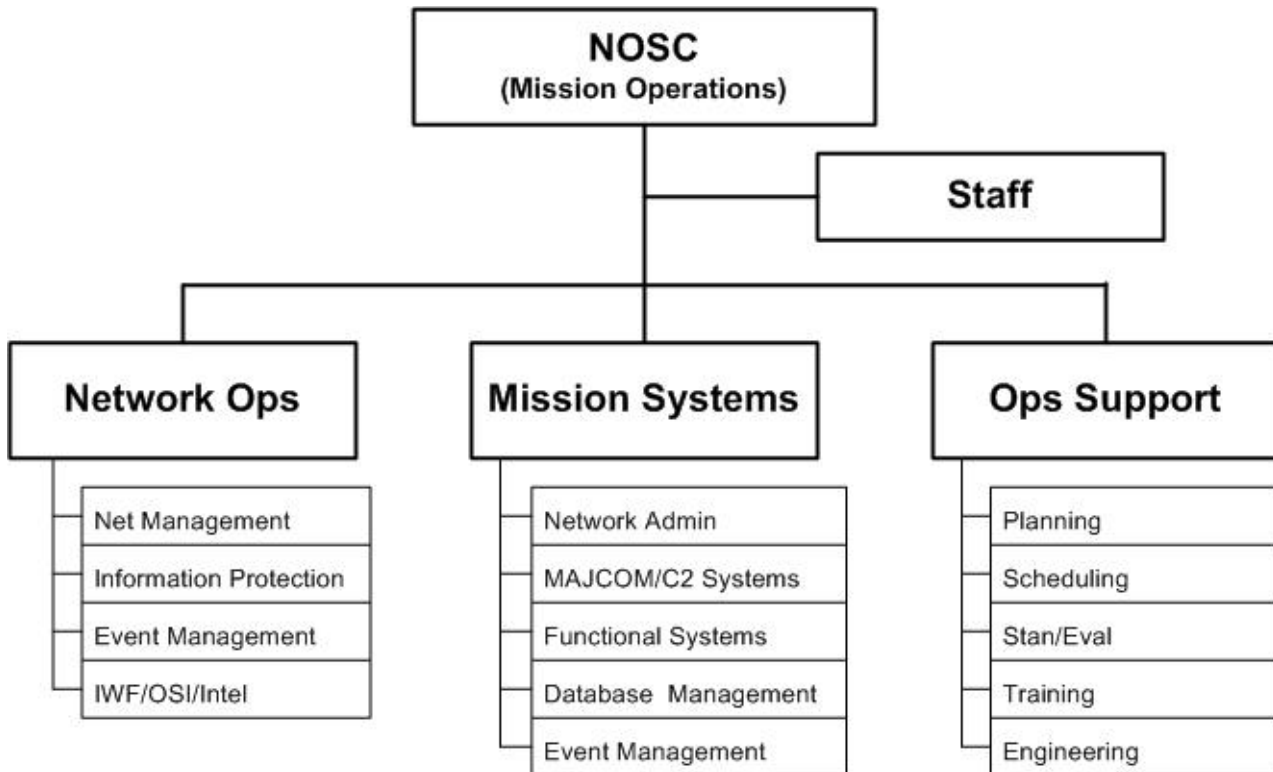 NOSC
(Mission Operations)
Staff
Network Ops
Net Management
Information Protection
Event Management
IWF/OSI/Intel
Mission Systems
Network Admin
MAJCOM/C2 Systems
Functional Systems
Database Management
Event Management
Ops Support
Planning
Scheduling
Stan/Eval
Training
Engineering